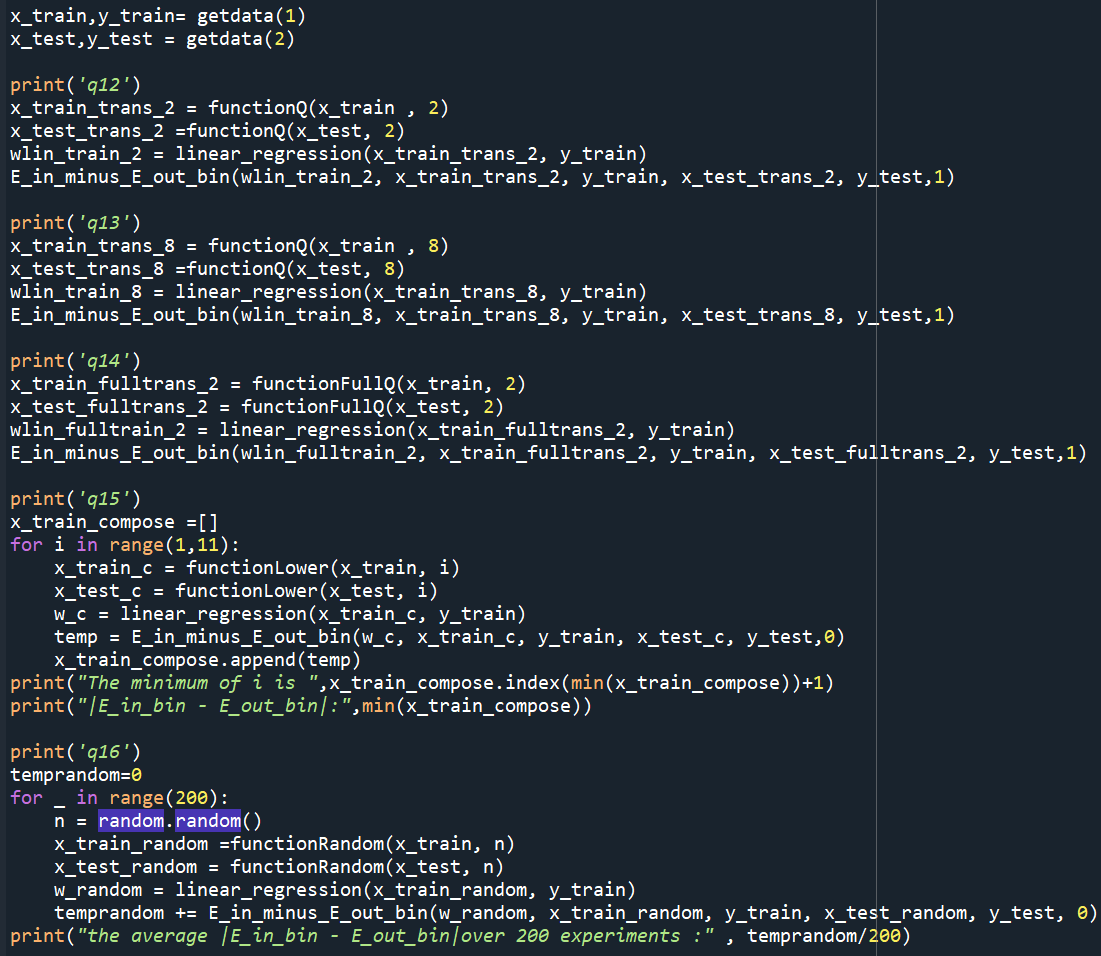 x_train,y_train= getdata(1)
x_test,y_test = getdata(2)

print('q12')
x_train_trans_2 = functionQ(x_train , 2)
x_test_trans_2 =functionQ(x_test, 2)
wlin_train_2 = linear_regression(x_train_trans_2, y_train)
E_in_minus_E_out_bin(wlin_train_2, x_train_trans_2, y_train, x_test_trans_2, y_test,1)

print('q13')
x_train_trans_8 = functionQ(x_train , 8)
x_test_trans_8 =functionQ(x_test, 8)
wlin_train_8 = linear_regression(x_train_trans_8, y_train)
E_in_minus_E_out_bin(wlin_train_8, x_train_trans_8, y_train, x_test_trans_8, y_test,1)

print('q14')
x_train_fulltrans_2 = functionFullQ(x_train, 2)
x_test_fulltrans_2 = functionFullQ(x_test, 2)
wlin_fulltrain_2 = linear_regression(x_train_fulltrans_2, y_train)
E_in_minus_E_out_bin(wlin_fulltrain_2, x_train_fulltrans_2, y_train, x_test_fulltrans_2, y_test,1)

print('q15')
x_train_compose =[]
for i in range(1,11):
    x_train_c = functionLower(x_train, i)
    x_test_c = functionLower(x_test, i)
    w_c = linear_regression(x_train_c, y_train)
    temp = E_in_minus_E_out_bin(w_c, x_train_c, y_train, x_test_c, y_test,0)
    x_train_compose.append(temp)
print("The minimum of i is ",x_train_compose.index(min(x_train_compose))+1)
print("|E_in_bin - E_out_bin|:",min(x_train_compose))

print('q16')
temprandom=0
for _ in range(200):
    n = random.random()
    x_train_random =functionRandom(x_train, n)
    x_test_random = functionRandom(x_test, n)
    w_random = linear_regression(x_train_random, y_train)
    temprandom += E_in_minus_E_out_bin(w_random, x_train_random, y_train, x_test_random, y_test, 0)
print("the average |E_in_bin - E_out_bin|over 200 experiments :" , temprandom/200)